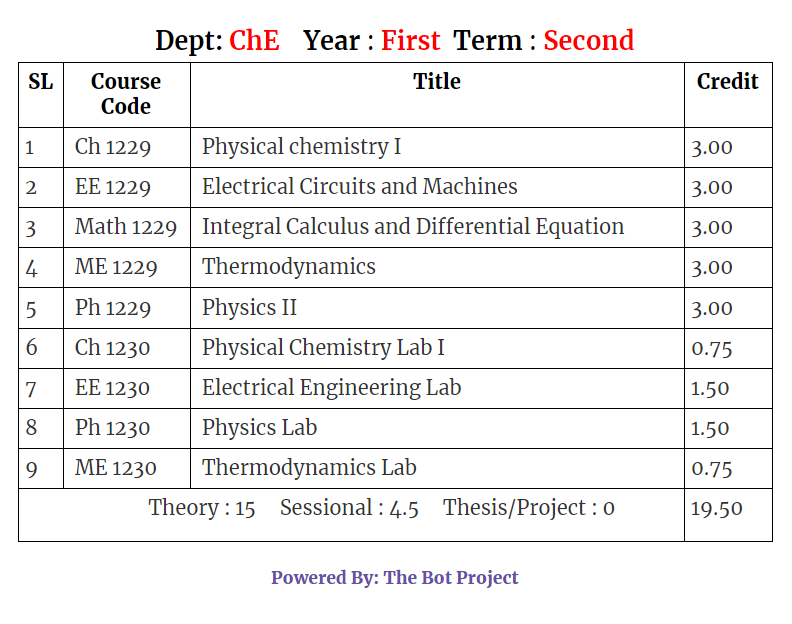 Dept: ChE Year : First Term : Second
SL Course Code Title Credit
1 Ch 1229 Physical chemistry I 3.00
2 EE 1229 Electrical Circuits and Machines 3.00
3 Math 1229 Integral Calculus and Differential Equation 3.00
4 ME 1229 Thermodynamics 3.00
5 Ph 1229 Physics II 3.00
6 Ch 1230 Physical Chemistry Lab I 0.75
7 EE 1230 Electrical Engineering Lab 1.50
8 Ph 1230 Physics Lab 1.50
9 ME 1230 Thermodynamics Lab 0.75
Theory : 15 Sessional : 4.5 Thesis/Project : 0 19.50
Powered By: The Bot Project